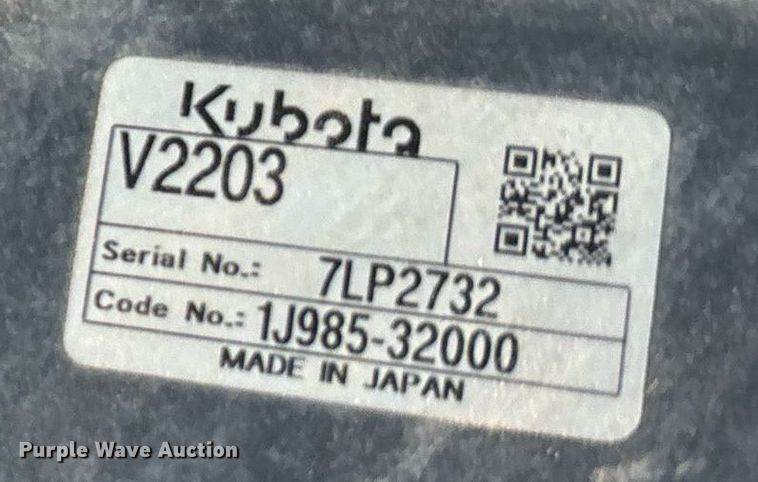 Kubota
V2203
Serial No.: 7LP2732
Code No.: 1J985-32000
MADE IN JAPAN
Purple Wave Auction